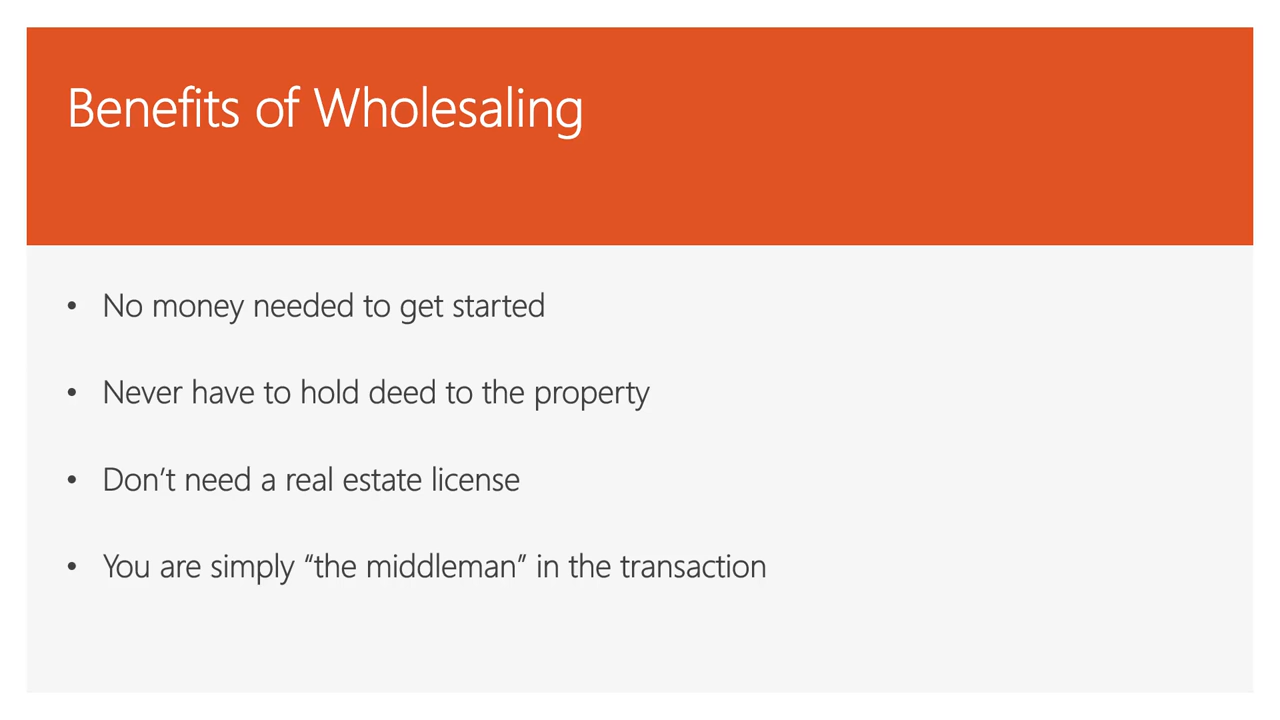 Benefits of Wholesaling
• No money needed to get started
• Never have to hold deed to the property
• Don’t need a real estate license
• You are simply “the middleman” in the transaction